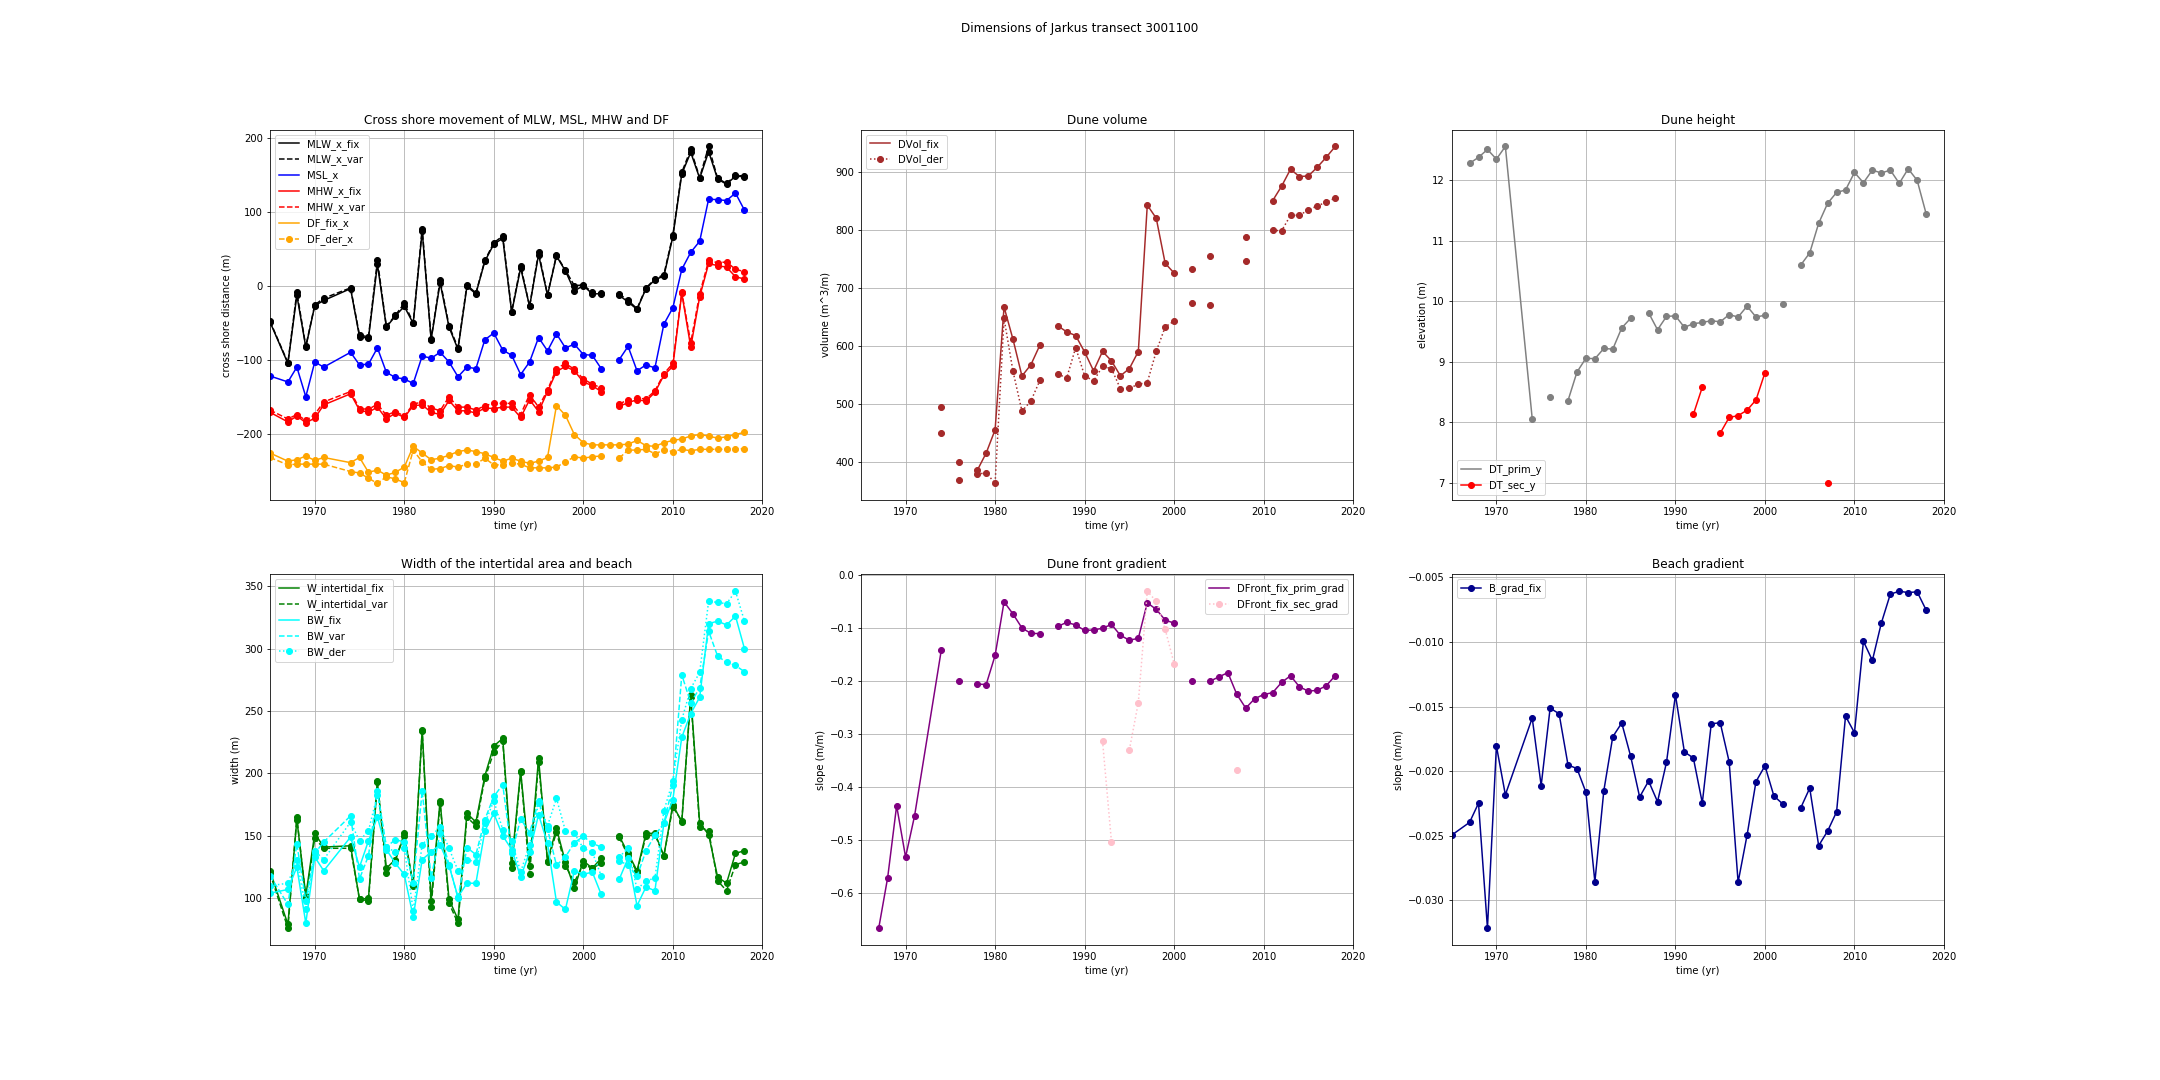 Dimensions of Jarkus transect 3001100
Cross shore movement of MLW, MSL, MHW and DF
cross shore distance (m)
200
100
0
−100
−200
MLW_x_fix
MLW_x_var
MSL_x
MHW_x_fix
MHW_x_var
DF_fix_x
DF_der_x
1970 1980 1990 2000 2010 2020
time (yr)
Dune volume
volume (m^3/m)
900
800
700
600
500
400
DVol_fix
DVol_der
1970 1980 1990 2000 2010 2020
time (yr)
Dune height
elevation (m)
12
11
10
9
8
7
DT_prim_y
DT_sec_y
1970 1980 1990 2000 2010 2020
time (yr)
Width of the intertidal area and beach
width (m)
350
300
250
200
150
100
W_intertidal_fix
W_intertidal_var
BW_fix
BW_var
BW_der
1970 1980 1990 2000 2010 2020
time (yr)
Dune front gradient
slope (m/m)
0.0
−0.1
−0.2
−0.3
−0.4
−0.5
−0.6
DFront_fix_prim_grad
DFront_fix_sec_grad
1970 1980 1990 2000 2010 2020
time (yr)
Beach gradient
slope (m/m)
−0.005
−0.010
−0.015
−0.020
−0.025
−0.030
B_grad_fix
1970 1980 1990 2000 2010 2020
time (yr)